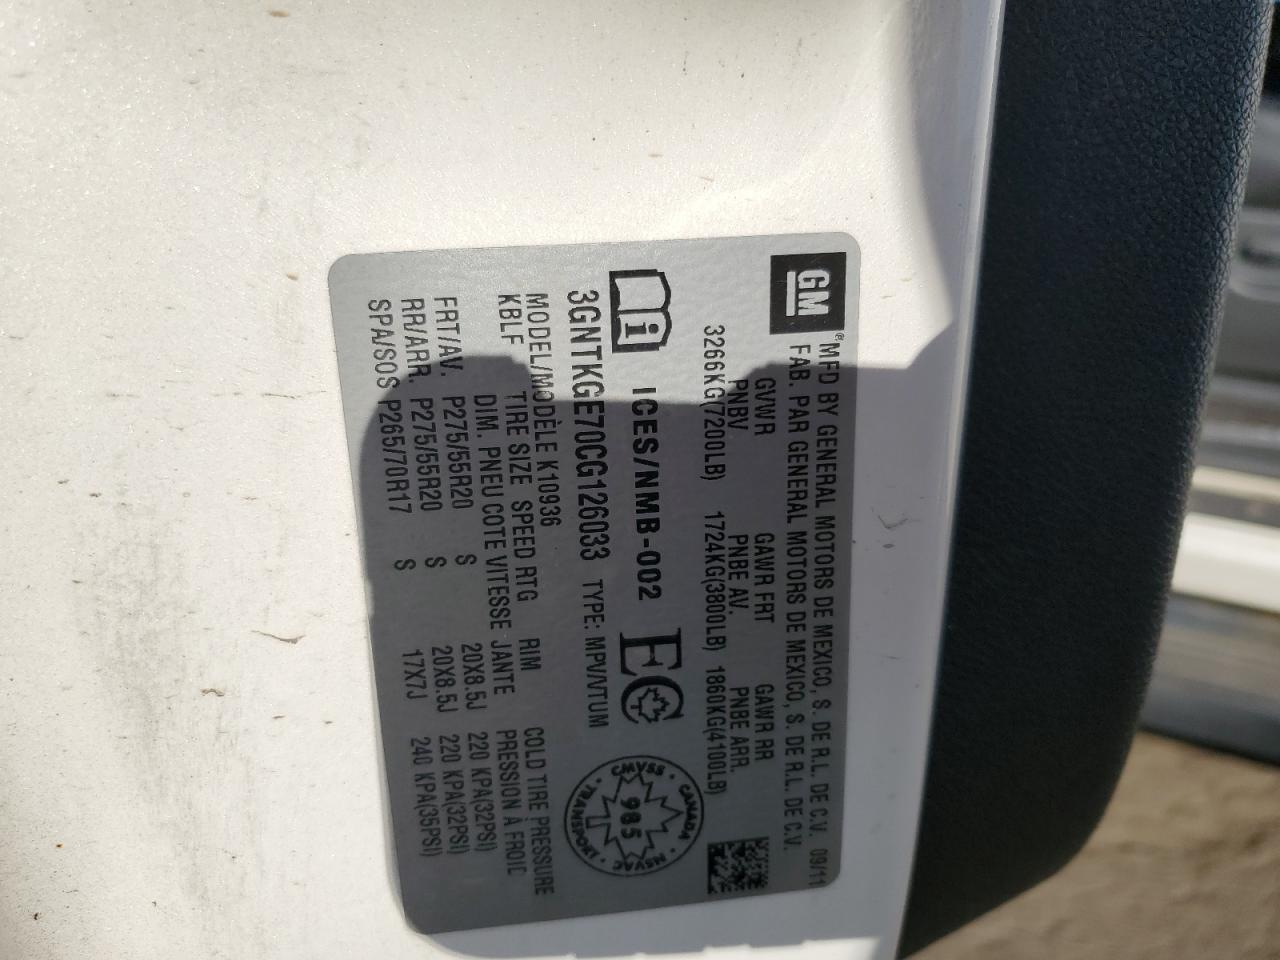 GM
®MFD BY GENERAL MOTORS DE MEXICO, S. DE R.L. DE C.V. 09/11
FAB. PAR GENERAL MOTORS DE MEXICO, S. DE R.L. DE C.V.
GVWR GAWR FRT GAWR RR
PNBV PNBE AV. PNBE ARR.
3266KG(7200LB) 1724KG(3800LB) 1860KG(4100LB)
i ICES/NMB-002 EC
CMVSS · CANADA · NSVAC · TRANSPORT
985
3GNTKGE70CG126033 TYPE: MPV/VTUM
MODEL/MODÈLE K10936
KBLF TIRE SIZE SPEED RTG RIM COLD TIRE PRESSURE
DIM. PNEU COTE VITESSE JANTE PRESSION À FROID
FRT/AV. P275/55R20 S 20X8.5J 220 KPA(32PSI)
RR/ARR. P275/55R20 S 20X8.5J 220 KPA(32PSI)
SPA/SOS P265/70R17 S 17X7J 240 KPA(35PSI)